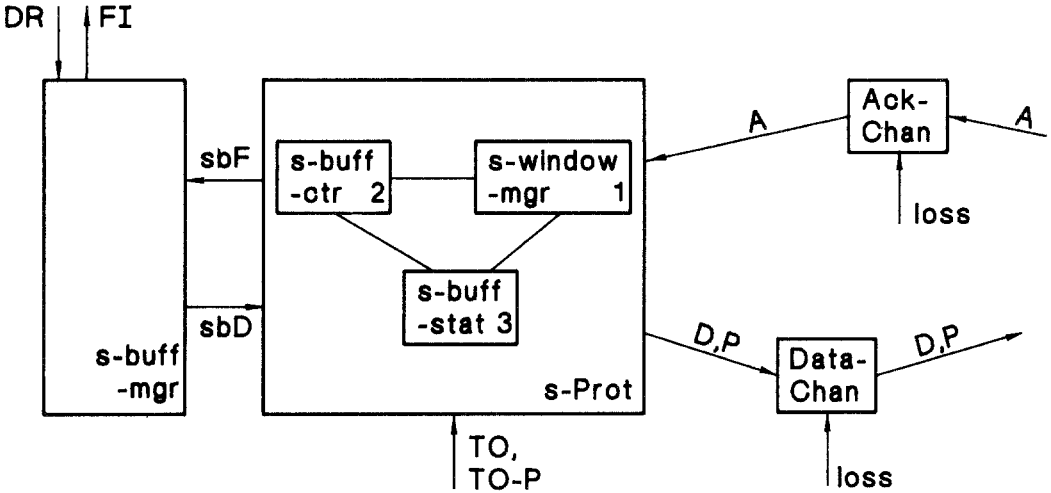 DR FI
Ack-
Chan
A
A
loss
sbF
s-buff
-ctr 2
s-window
-mgr 1
s-buff
-stat 3
sbD
s-buff
-mgr
s-Prot
D,P
Data-
Chan
D,P
loss
TO,
TO-P